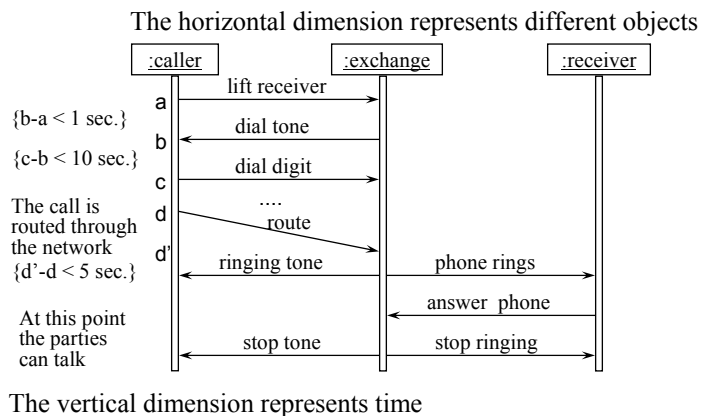 The horizontal dimension represents different objects
:caller
:exchange
:receiver
a
lift receiver
{b-a < 1 sec.}
b
dial tone
{c-b < 10 sec.}
c
dial digit
....
The call is
routed through
the network
d
route
d’
{d’-d < 5 sec.}
ringing tone
phone rings
answer phone
At this point
the parties
can talk
stop tone
stop ringing
The vertical dimension represents time